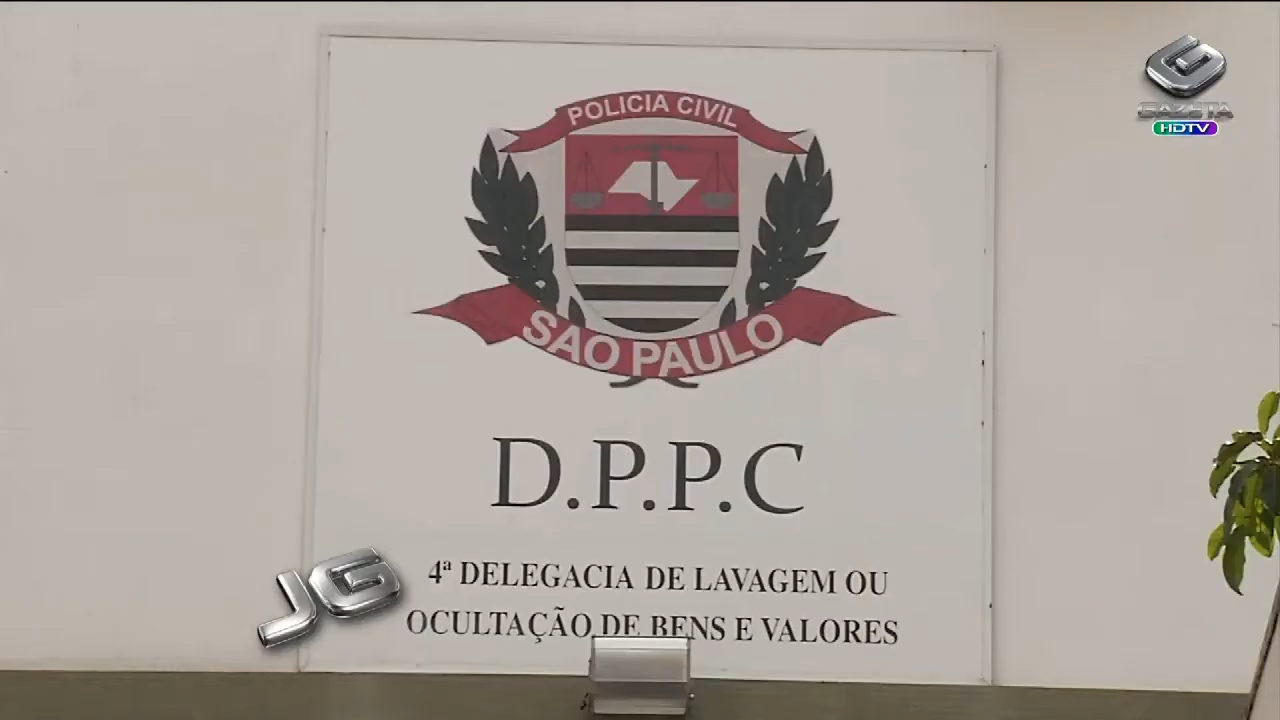 POLICIA CIVIL
SAO PAULO
D.P.P.C
4ª DELEGACIA DE LAVAGEM OU
OCULTAÇÃO DE BENS E VALORES
GAZETA
HDTV
JG